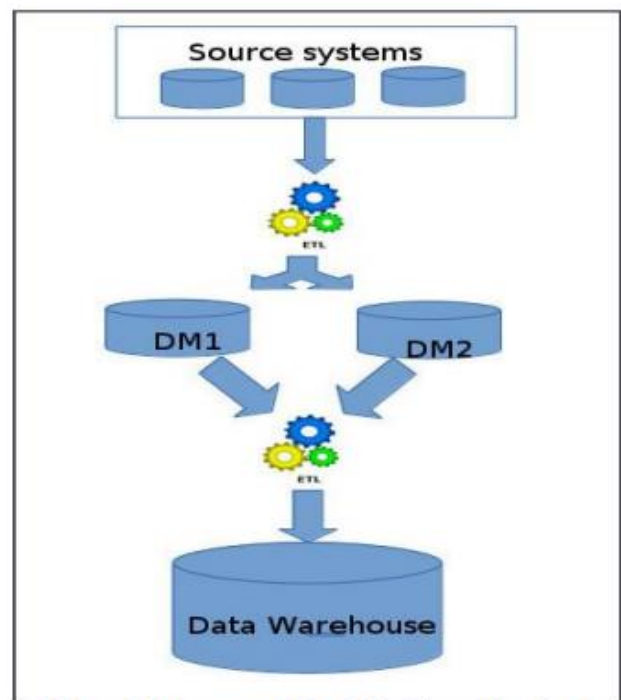 Source systems
ETL
DM1
DM2
ETL
Data Warehouse